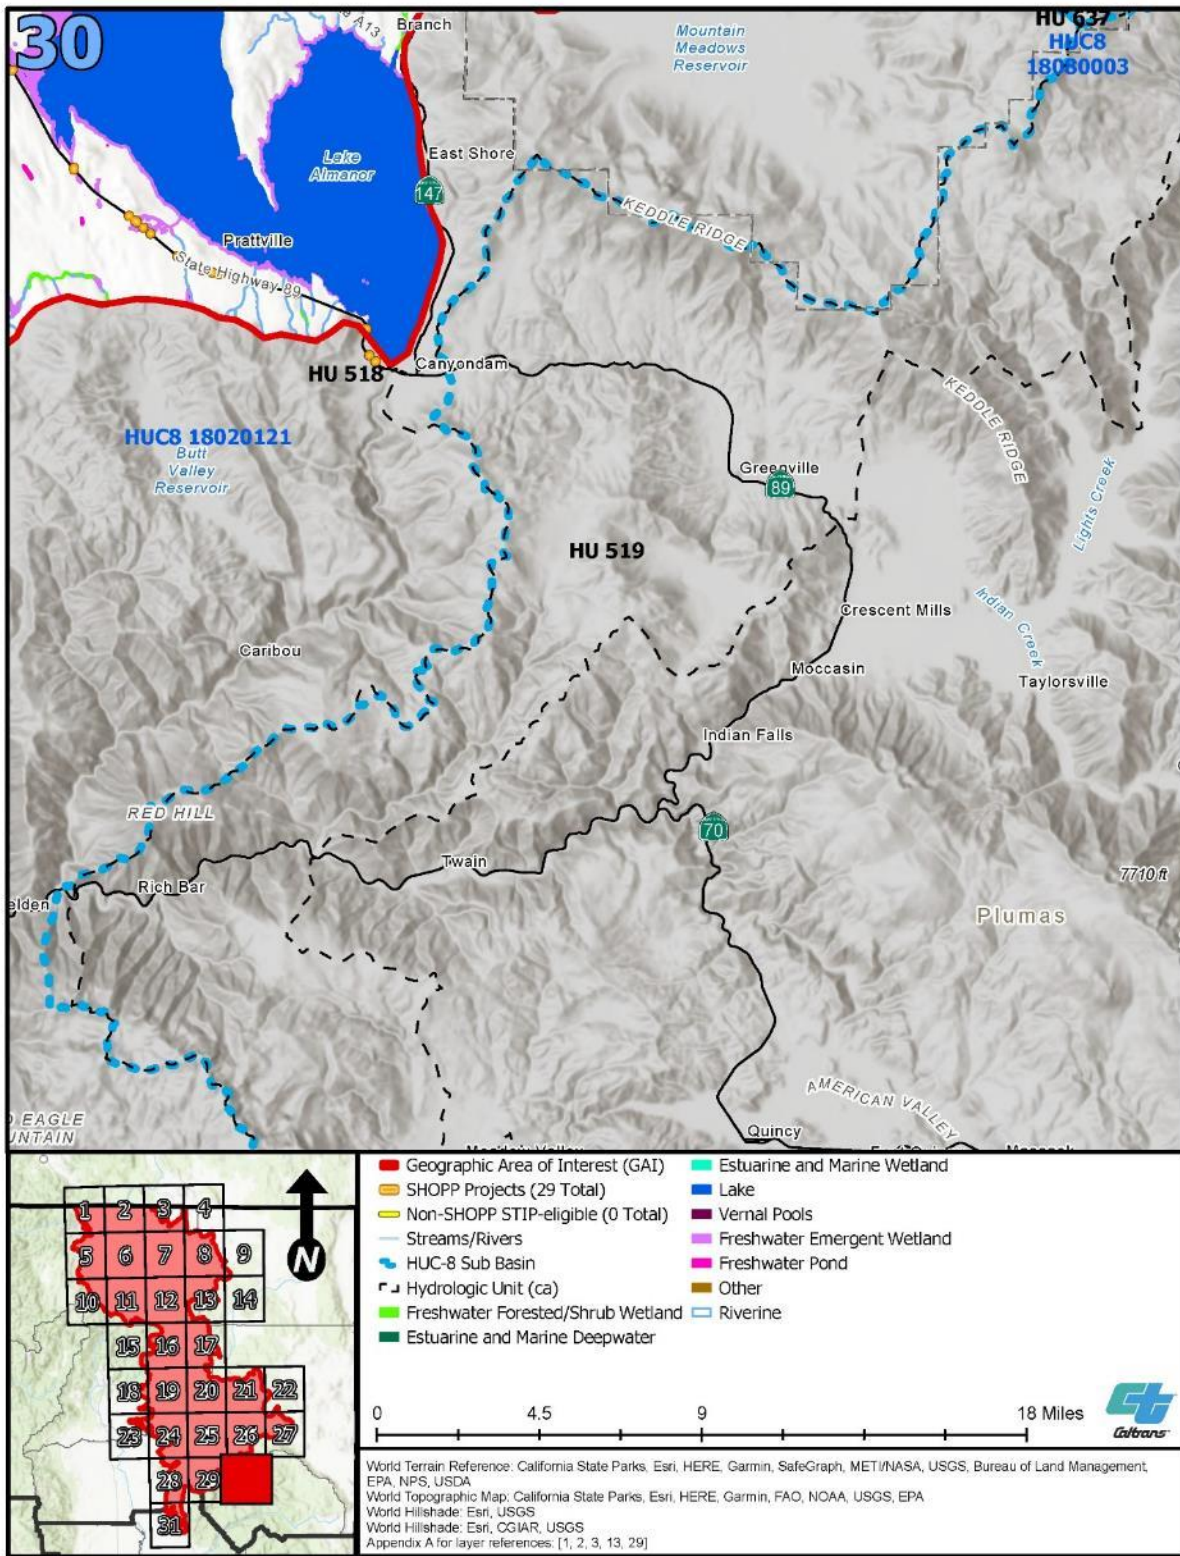 30
Branch
A13
Mountain
Meadows
Reservoir
HU 637
HUC8
18080003
Lake
Almanor
East Shore
147
KEDDLE RIDGE
Prattville
State Highway 89
HU 518
Canyondam
HUC8 18020121
Butt
Valley
Reservoir
KEDDLE RIDGE
Greenville
89
Lights Creek
HU 519
Crescent Mills
Indian Creek
Caribou
Moccasin
Taylorsville
Indian Falls
RED HILL
70
Twain
Rich Bar
7710 ft
elden
Plumas
AMERICAN VALLEY
EAGLE
UNTAIN
Quincy
1 2 3 4
5 6 7 8 9
10 11 12 13 14
15 16 17
18 19 20 21 22
23 24 25 26 27
28 29
31
N
Geographic Area of Interest (GAI)
SHOPP Projects (29 Total)
Non-SHOPP STIP-eligible (0 Total)
Streams/Rivers
HUC-8 Sub Basin
Hydrologic Unit (ca)
Freshwater Forested/Shrub Wetland
Estuarine and Marine Deepwater
Estuarine and Marine Wetland
Lake
Vernal Pools
Freshwater Emergent Wetland
Freshwater Pond
Other
Riverine
0 4.5 9 18 Miles
Caltrans
World Terrain Reference: California State Parks, Esri, HERE, Garmin, SafeGraph, METI/NASA, USGS, Bureau of Land Management,
EPA, NPS, USDA
World Topographic Map: California State Parks, Esri, HERE, Garmin, FAO, NOAA, USGS, EPA
World Hillshade: Esri, USGS
World Hillshade: Esri, CGIAR, USGS
Appendix A for layer references: [1, 2, 3, 13, 29]